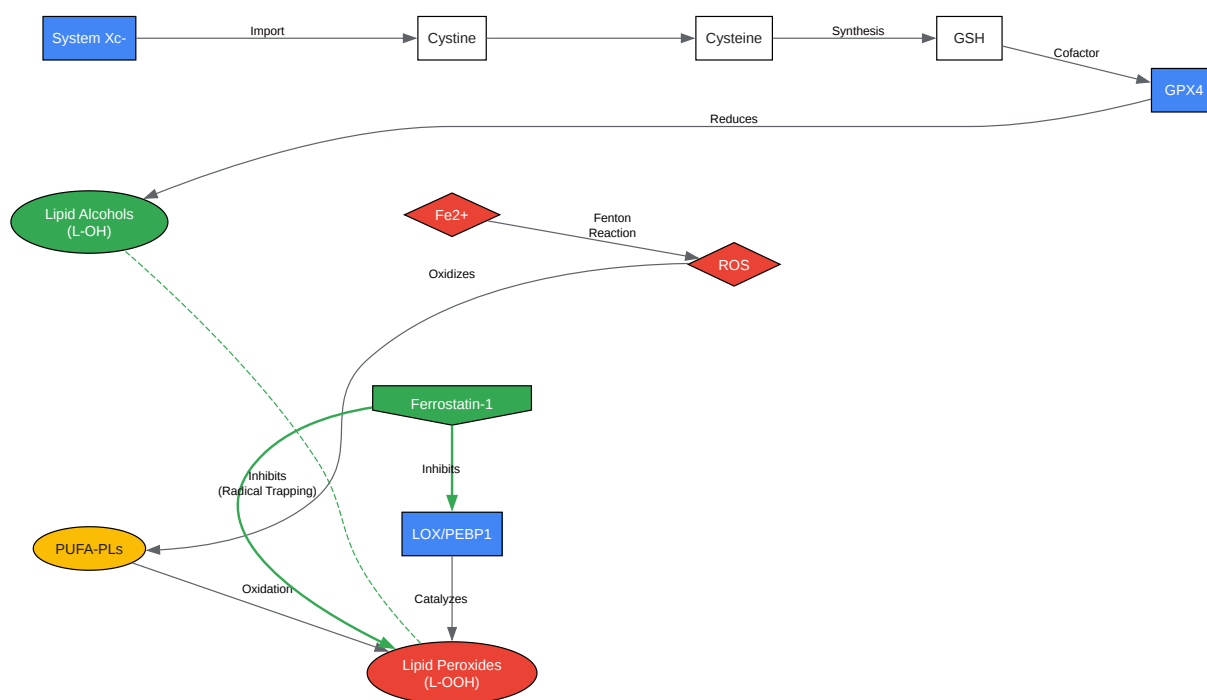 System Xc-
Import
Cystine
Cysteine
Synthesis
GSH
Cofactor
GPX4
Reduces
Lipid Alcohols
(L-OH)
Fe2+
Fenton
Reaction
ROS
Oxidizes
Ferrostatin-1
Inhibits
(Radical Trapping)
Inhibits
LOX/PEBP1
PUFA-PLs
Oxidation
Catalyzes
Lipid Peroxides
(L-OOH)